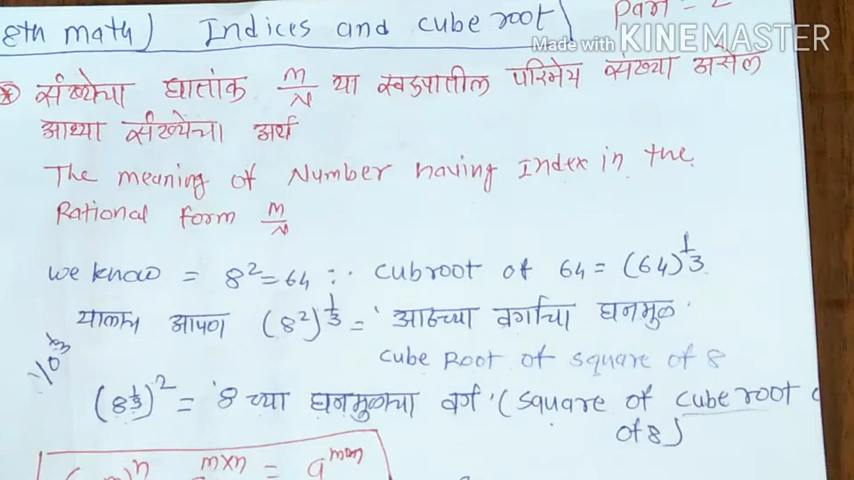 8th math) Indices and cube root) Part - 2
Made with KINEMASTER
संख्येचा घातांक m/n या स्वरुपातील परिमेय संख्या असेल
आश्या संख्येचा अर्थ
The meaning of Number having Index in the
Rational form m/n
we know = 8² = 64 ∵ cubroot of 64 = (64)^1/3
यालाच आपण (8²)^1/3 = 'आठच्या वर्गाचा घनमुळ'
cube Root of square of 8
(8^1/3)² = '8 च्या घनमुळाचा वर्ग' (square of cube root
of 8)
n m×n = a^mn